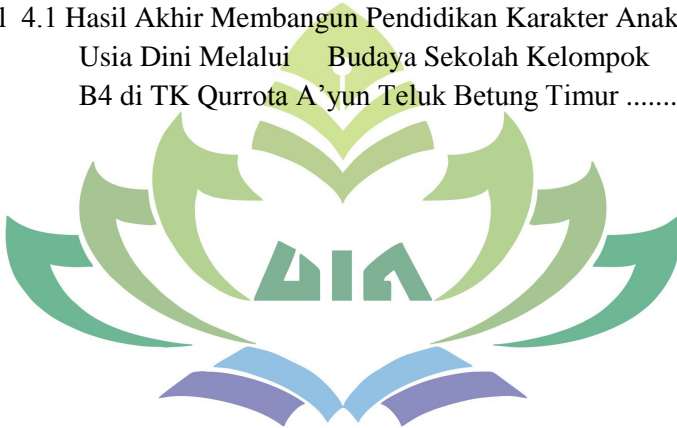 4.1 Hasil Akhir Membangun Pendidikan Karakter Anak
Usia Dini Melalui Budaya Sekolah Kelompok
B4 di TK Qurrota A’yun Teluk Betung Timur .......
UIN